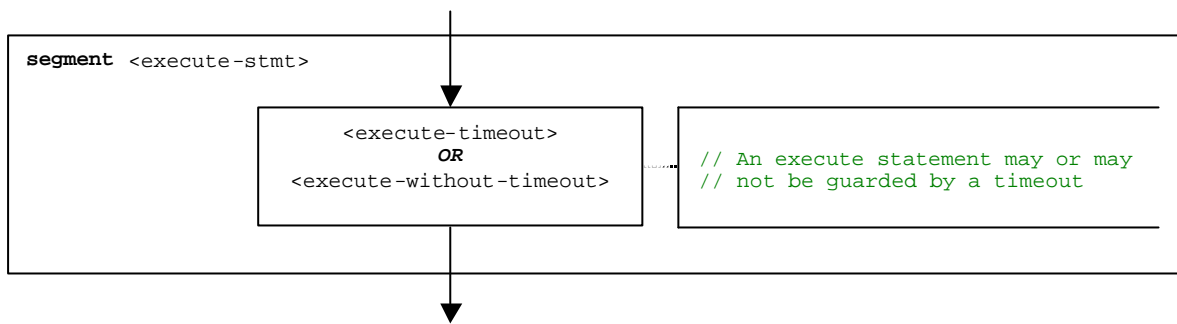 segment <execute-stmt>
<execute-timeout>
OR
<execute-without-timeout>
// An execute statement may or may
// not be guarded by a timeout